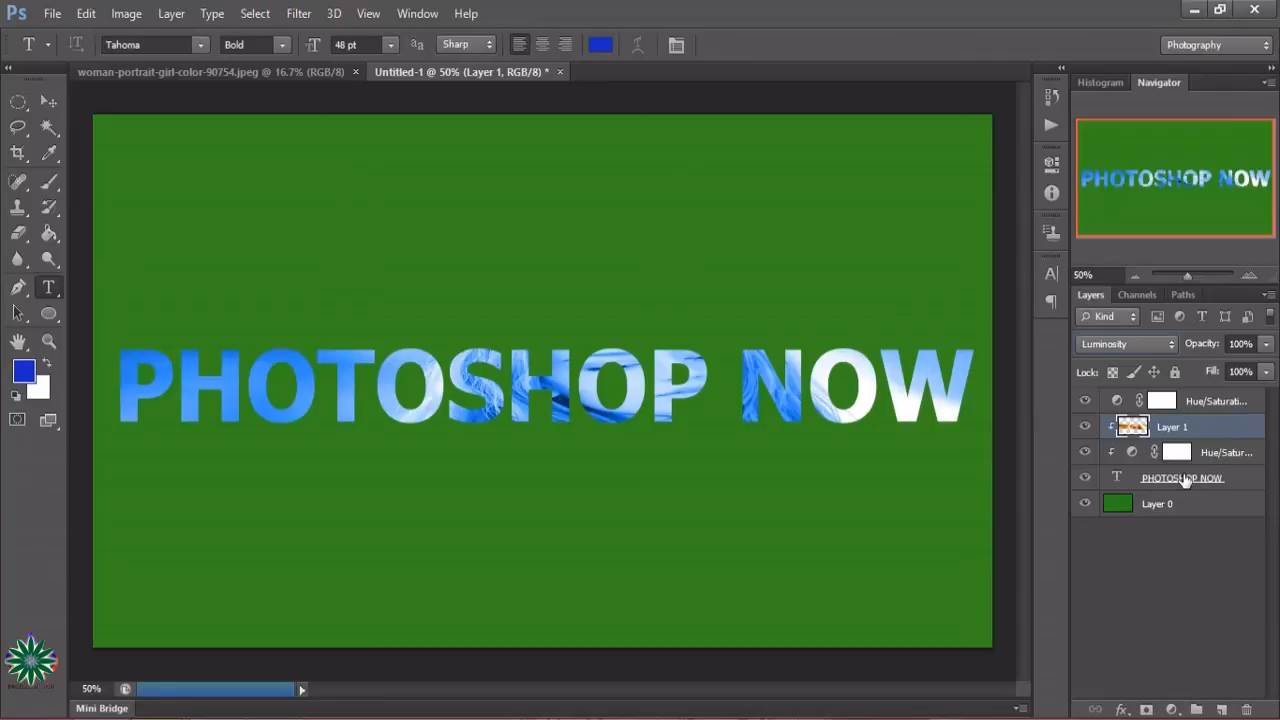 Ps File Edit Image Layer Type Select Filter 3D View Window Help
T Tahoma Bold 48 pt aa Sharp Photography
woman-portrait-girl-color-90754.jpeg @ 16.7% (RGB/8) × Untitled-1 @ 50% (Layer 1, RGB/8) * ×
Histogram Navigator
PHOTOSHOP NOW
50%
Layers Channels Paths
Kind
Luminosity Opacity: 100%
Lock: Fill: 100%
Hue/Saturati...
Layer 1
Hue/Satur...
T PHOTOSHOP NOW
Layer 0
PHOTOSHOP NOW
50%
Mini Bridge
fx